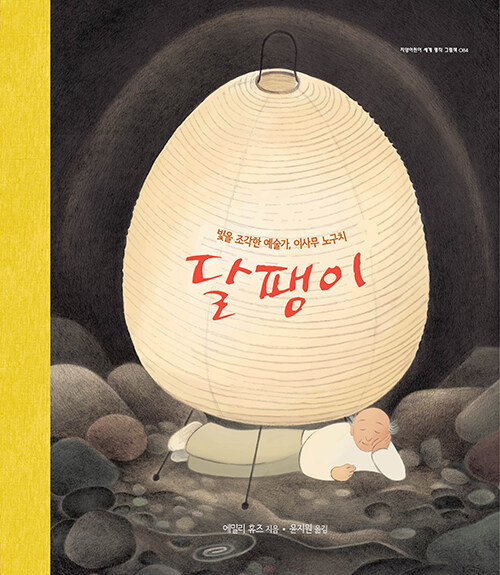 지양어린이 세계 명작 그림책 084
빛을 조각한 예술가, 이사무 노구치
달팽이
에밀리 휴즈 지음 • 윤지원 옮김